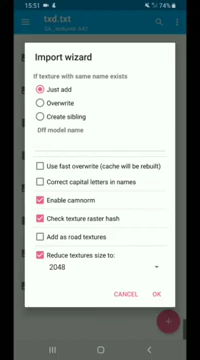 15:51
74%
txd.txt
Import wizard
If texture with same name exists
Just add
Overwrite
Create sibling
Dff model name
Use fast overwrite (cache will be rebuilt)
Correct capital letters in names
Enable camnorm
Check texture raster hash
Add as road textures
Reduce textures size to:
2048
CANCEL
OK